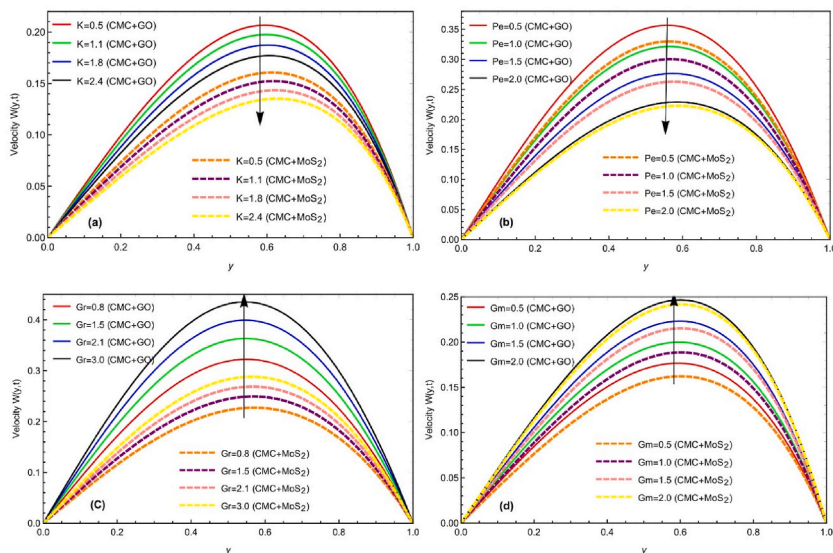 K=0.5 (CMC+GO)
K=1.1 (CMC+GO)
K=1.8 (CMC+GO)
K=2.4 (CMC+GO)
K=0.5 (CMC+MoS2)
K=1.1 (CMC+MoS2)
K=1.8 (CMC+MoS2)
K=2.4 (CMC+MoS2)
(a)
Velocity W(y,t)
0.20
0.15
0.10
0.05
0.00
0.0 0.2 0.4 0.6 0.8 1.0
y
Pe=0.5 (CMC+GO)
Pe=1.0 (CMC+GO)
Pe=1.5 (CMC+GO)
Pe=2.0 (CMC+GO)
Pe=0.5 (CMC+MoS2)
Pe=1.0 (CMC+MoS2)
Pe=1.5 (CMC+MoS2)
Pe=2.0 (CMC+MoS2)
(b)
Velocity W(y,t)
0.35
0.30
0.25
0.20
0.15
0.10
0.05
0.00
0.0 0.2 0.4 0.6 0.8 1.0
y
Gr=0.8 (CMC+GO)
Gr=1.5 (CMC+GO)
Gr=2.1 (CMC+GO)
Gr=3.0 (CMC+GO)
Gr=0.8 (CMC+MoS2)
Gr=1.5 (CMC+MoS2)
Gr=2.1 (CMC+MoS2)
Gr=3.0 (CMC+MoS2)
(C)
Velocity W(y,t)
0.4
0.3
0.2
0.1
0.0
0.0 0.2 0.4 0.6 0.8 1.0
y
Gm=0.5 (CMC+GO)
Gm=1.0 (CMC+GO)
Gm=1.5 (CMC+GO)
Gm=2.0 (CMC+GO)
Gm=0.5 (CMC+MoS2)
Gm=1.0 (CMC+MoS2)
Gm=1.5 (CMC+MoS2)
Gm=2.0 (CMC+MoS2)
(d)
Velocity W(y,t)
0.25
0.20
0.15
0.10
0.05
0.00
0.0 0.2 0.4 0.6 0.8 1.0
y